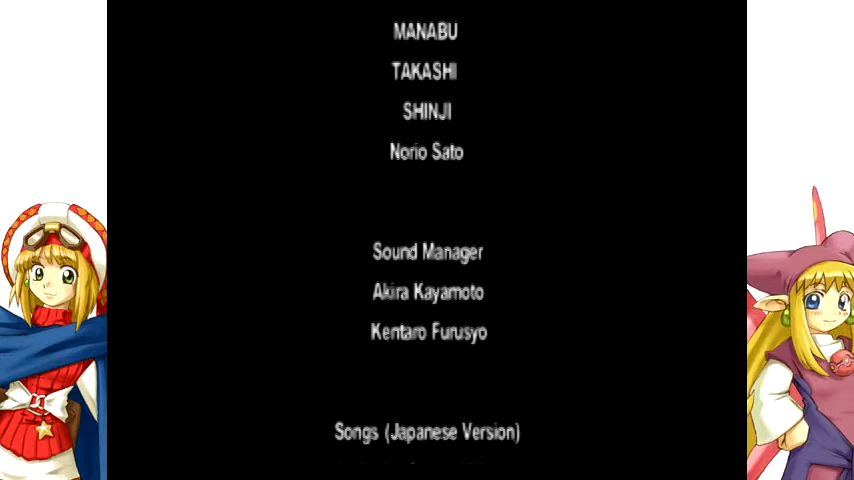 MANABU
TAKASHI
SHINJI
Norio Sato
Sound Manager
Akira Kayamoto
Kentaro Furusyo
Songs (Japanese Version)